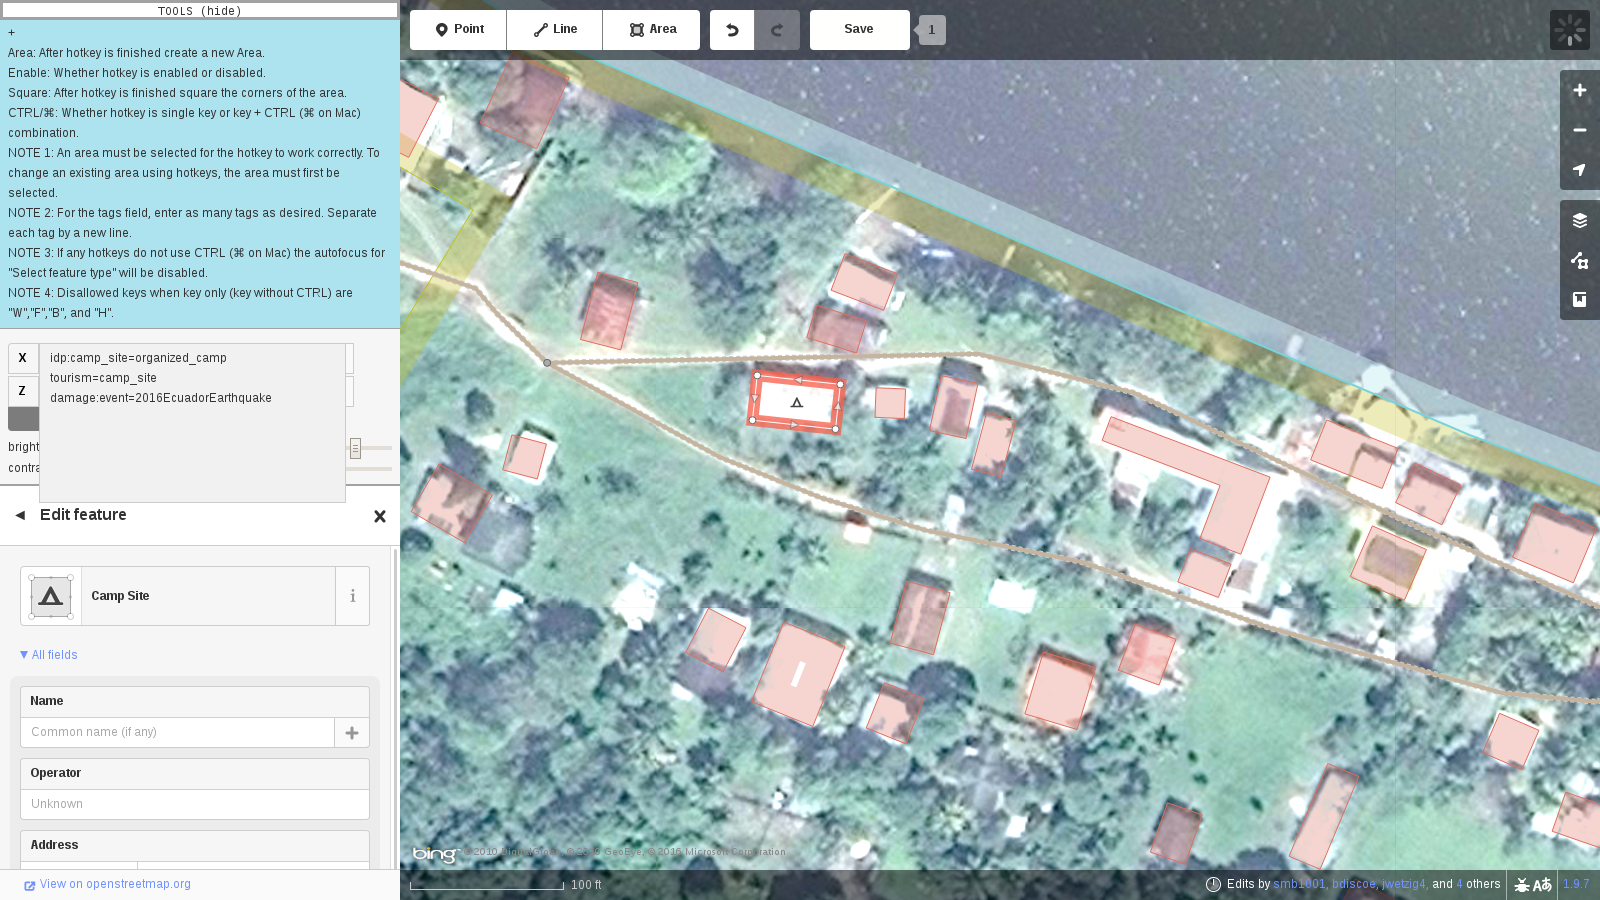 TOOLS (hide)
+
Area: After hotkey is finished create a new Area.
Enable: Whether hotkey is enabled or disabled.
Square: After hotkey is finished square the corners of the area.
CTRL/⌘: Whether hotkey is single key or key + CTRL (⌘ on Mac)
combination.
NOTE 1: An area must be selected for the hotkey to work correctly. To
change an existing area using hotkeys, the area must first be
selected.
NOTE 2: For the tags field, enter as many tags as desired. Separate
each tag by a new line.
NOTE 3: If any hotkeys do not use CTRL (⌘ on Mac) the autofocus for
"Select feature type" will be disabled.
NOTE 4: Disallowed keys when key only (key without CTRL) are
"W","F","B", and "H".
X
Z
idp:camp_site=organized_camp
tourism=camp_site
damage:event=2016EcuadorEarthquake
bright
contra
Edit feature
Camp Site
i
All fields
Name
Common name (if any)
Operator
Unknown
Address
View on openstreetmap.org
Point
Line
Area
Save
1
bing
100 ft
Edits by smb1001, bdiscoe, jwetzig4, and 4 others
1.9.7